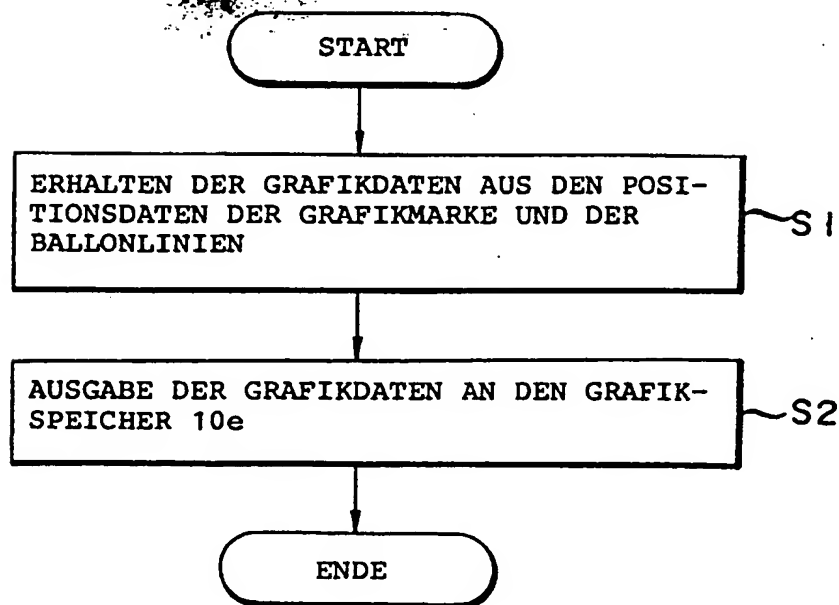 START
ERHALTEN DER GRAFIKDATEN AUS DEN POSI-
TIONSDATEN DER GRAFIKMARKE UND DER
BALLONLINIEN
S1
AUSGABE DER GRAFIKDATEN AN DEN GRAFIK-
SPEICHER 10e
S2
ENDE